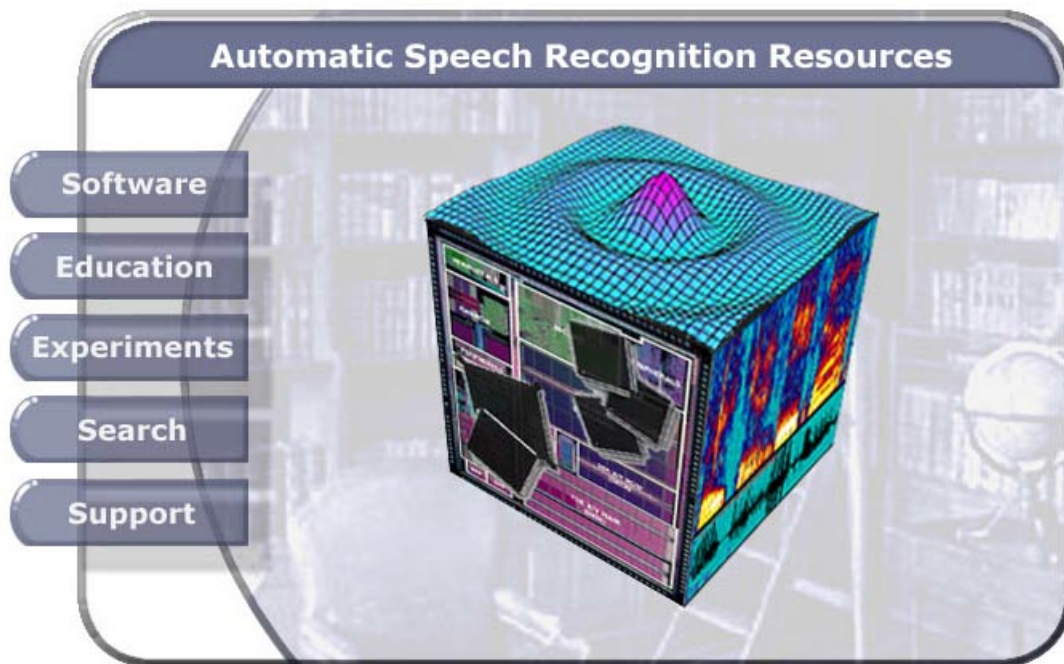 Automatic Speech Recognition Resources
Software
Education
Experiments
Search
Support